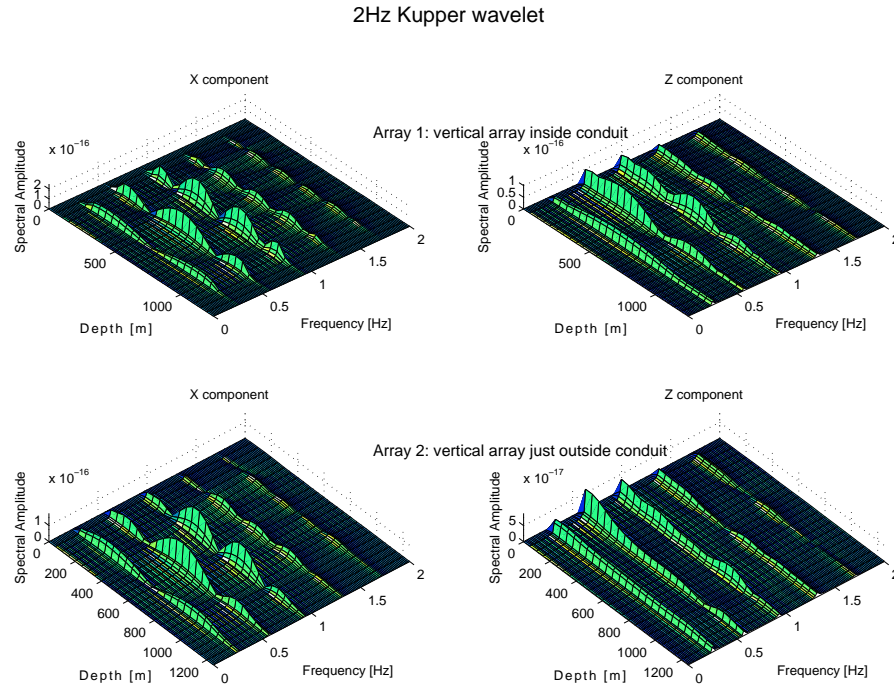 2Hz Kupper wavelet
X component
Z component
Array 1: vertical array inside conduit
x 10^-16
x 10^-16
Spectral Amplitude
2
1
0
0
500
1000
Depth [m]
0
0.5
1
1.5
2
Frequency [Hz]
Spectral Amplitude
1
0.5
0
0
500
1000
Depth [m]
0
0.5
1
1.5
2
Frequency [Hz]
X component
Z component
Array 2: vertical array just outside conduit
x 10^-16
x 10^-17
Spectral Amplitude
1
0
0
200
400
600
800
1000
1200
Depth [m]
0
0.5
1
1.5
2
Frequency [Hz]
Spectral Amplitude
5
0
0
200
400
600
800
1000
1200
Depth [m]
0
0.5
1
1.5
2
Frequency [Hz]